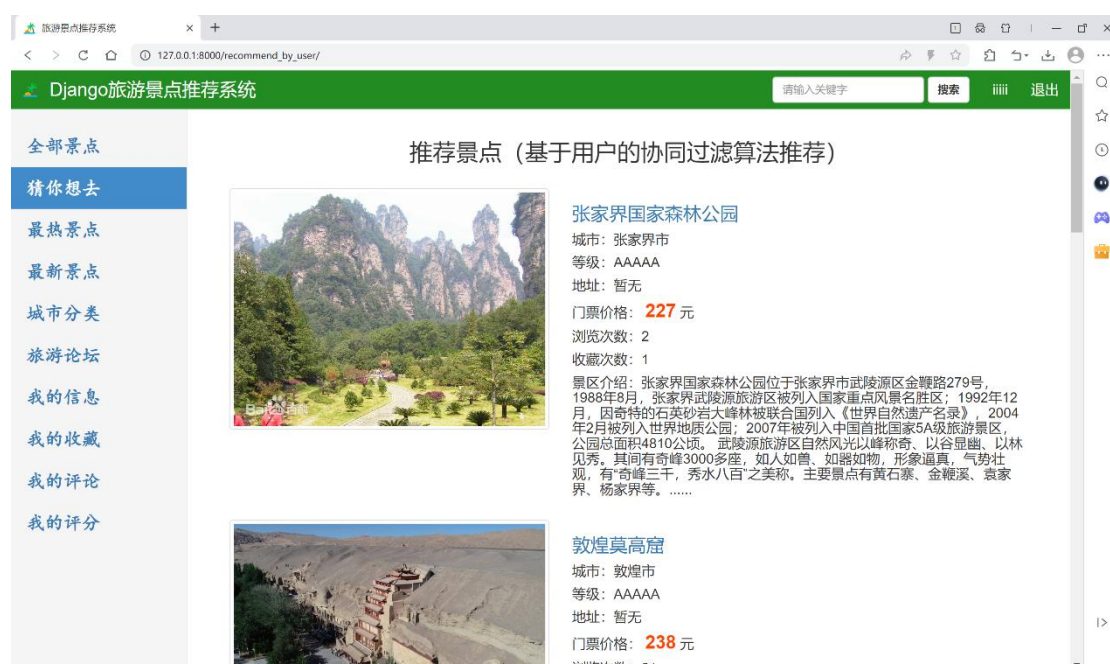 旅游景点推荐系统
127.0.0.1:8000/recommend_by_user/
Django旅游景点推荐系统
请输入关键字
搜索
iiiii
退出
全部景点
猜你想去
最热景点
最新景点
城市分类
旅游论坛
我的信息
我的收藏
我的评论
我的评分
推荐景点（基于用户的协同过滤算法推荐）
张家界国家森林公园
城市：张家界市
等级：AAAAA
地址：暂无
门票价格： 227 元
浏览次数：2
收藏次数：1
景区介绍：张家界国家森林公园位于张家界市武陵源区金鞭路279号，
1988年8月，张家界武陵源旅游区被列入国家重点风景名胜区；1992年12
月，因奇特的石英砂岩大峰林被联合国列入《世界自然遗产名录》，2004
年2月被列入世界地质公园；2007年被列入中国首批国家5A级旅游景区，
公园总面积4810公顷。 武陵源旅游区自然风光以峰称奇、以谷显幽、以林
见秀。其间有奇峰3000多座，如人如兽、如器如物，形象逼真，气势壮
观，有“奇峰三千，秀水八百”之美称。主要景点有黄石寨、金鞭溪、袁家
界、杨家界等。......
敦煌莫高窟
城市：敦煌市
等级：AAAAA
地址：暂无
门票价格： 238 元